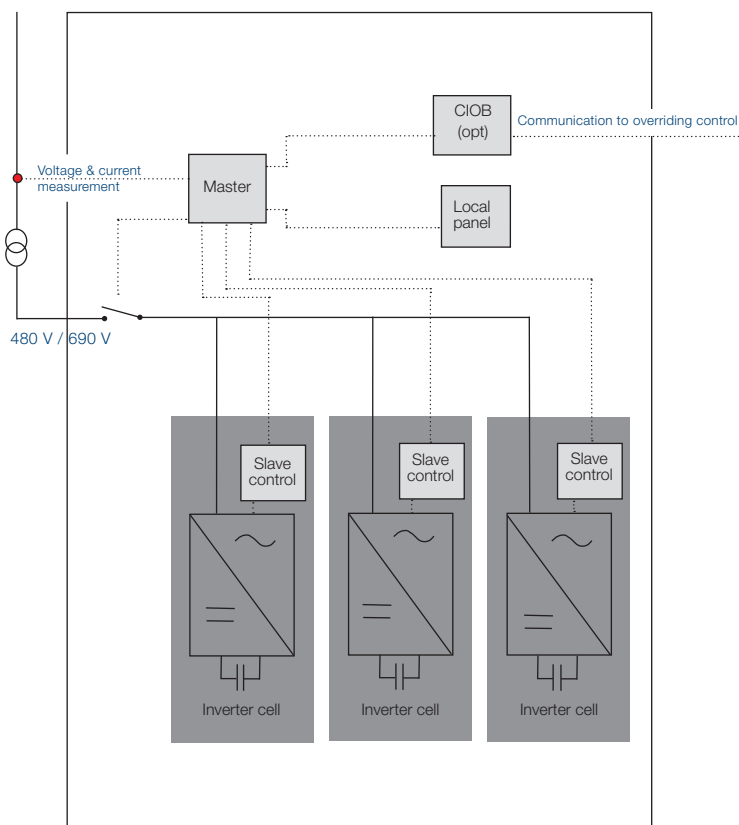 CIOB
(opt)
Communication to overriding control
Voltage & current
measurement
Master
Local
panel
480 V / 690 V
Slave
control
Slave
control
Slave
control
Inverter cell
Inverter cell
Inverter cell